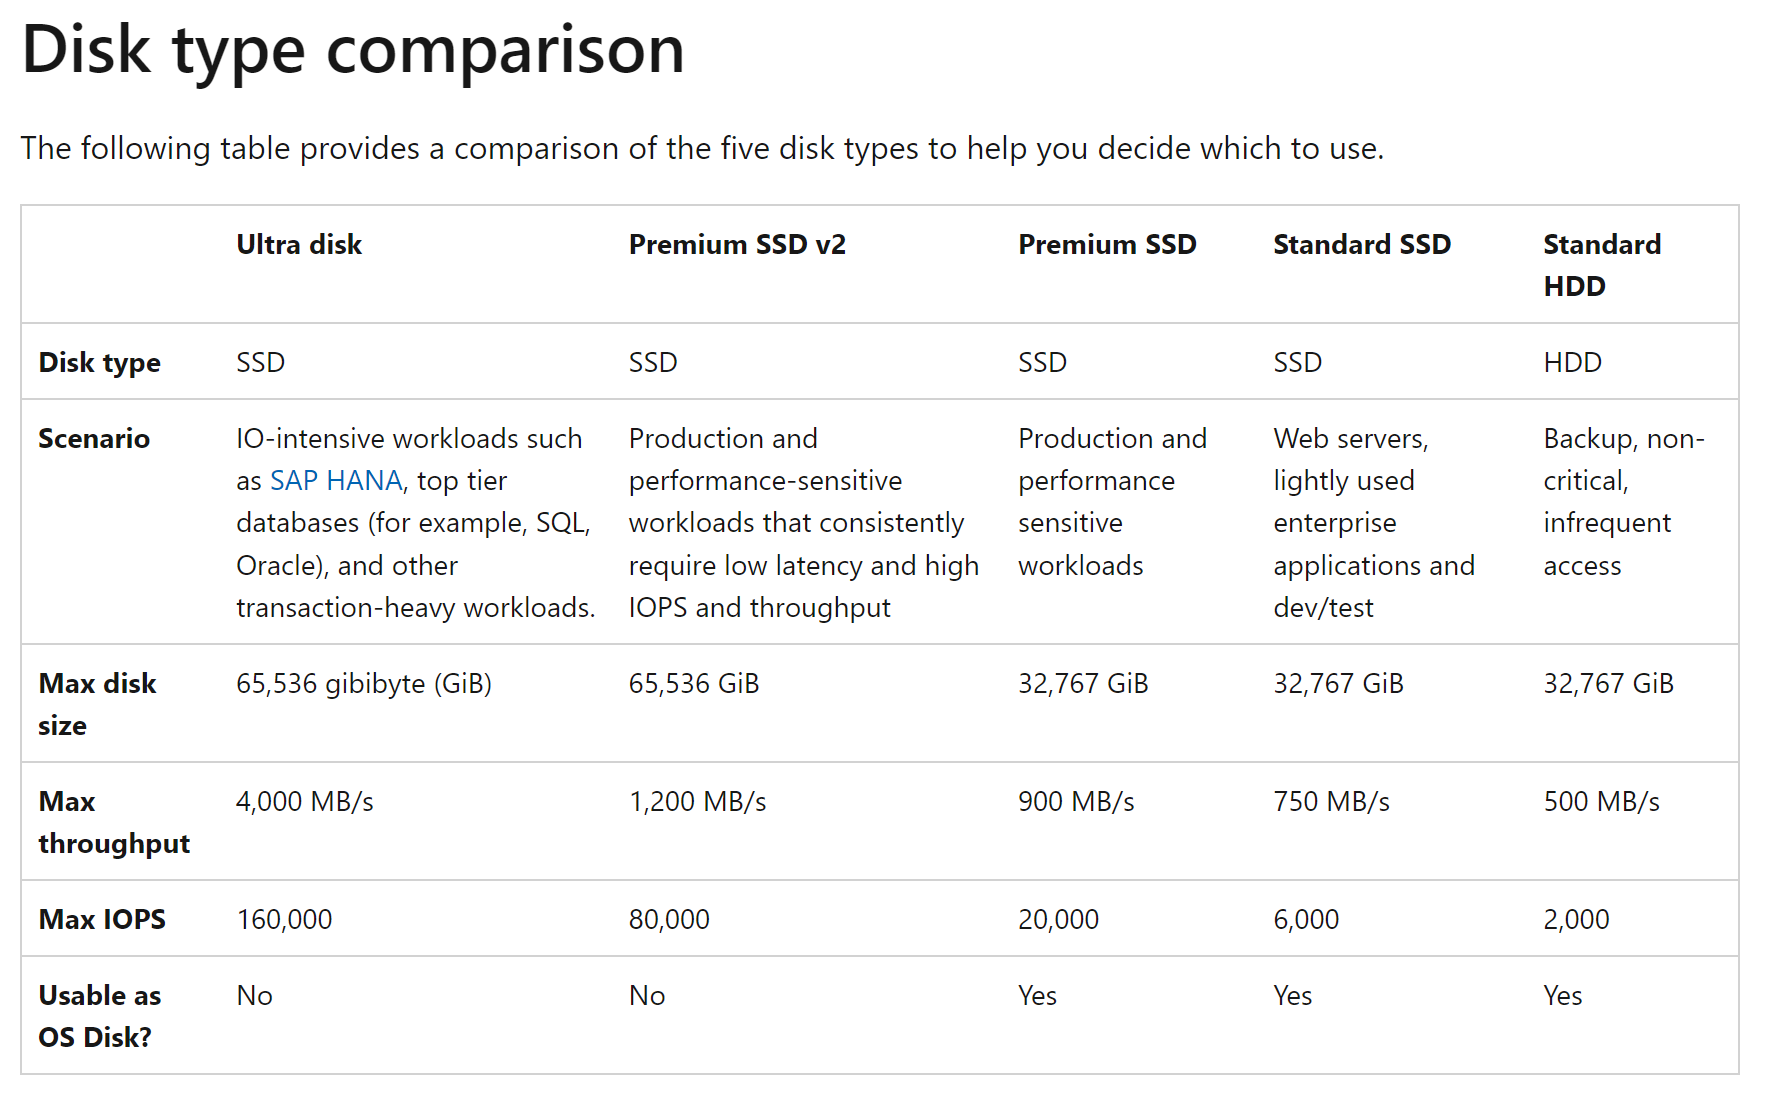 Disk type comparison
The following table provides a comparison of the five disk types to help you decide which to use.
Ultra disk Premium SSD v2 Premium SSD Standard SSD Standard
HDD
Disk type SSD SSD SSD SSD HDD
Scenario IO-intensive workloads such Production and Production and Web servers, Backup, non-
as SAP HANA, top tier performance-sensitive performance lightly used critical,
databases (for example, SQL, workloads that consistently sensitive enterprise infrequent
Oracle), and other require low latency and high workloads applications and access
transaction-heavy workloads. IOPS and throughput dev/test
Max disk 65,536 gibibyte (GiB) 65,536 GiB 32,767 GiB 32,767 GiB 32,767 GiB
size
Max 4,000 MB/s 1,200 MB/s 900 MB/s 750 MB/s 500 MB/s
throughput
Max IOPS 160,000 80,000 20,000 6,000 2,000
Usable as No No Yes Yes Yes
OS Disk?